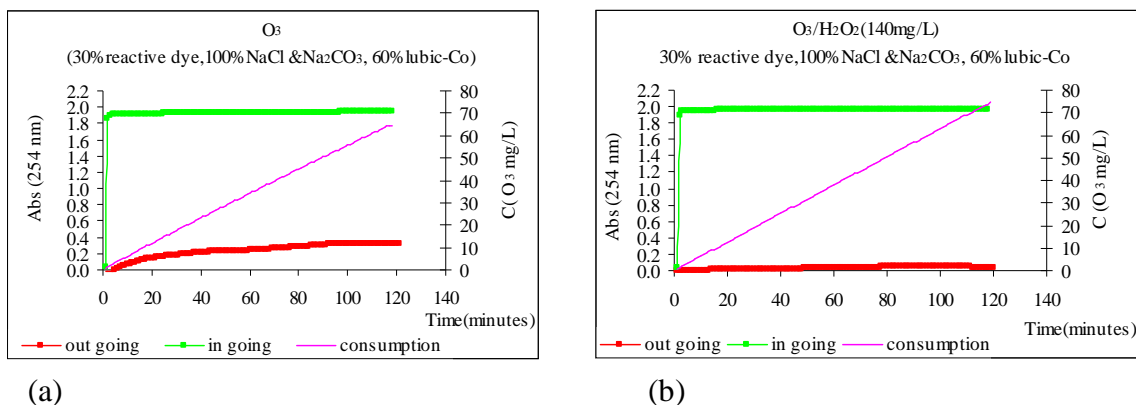 O3
(30% reactive dye,100% NaCl &Na2CO3, 60% lubic-Co)
2.2
2.0
1.8
1.6
1.4
1.2
1.0
0.8
0.6
0.4
0.2
0.0
Abs (254 nm)
80
70
60
50
40
30
20
10
0
C( O3 mg/L)
0 20 40 60 80 100 120 140
Time(minutes)
out going in going consumption
(a)
O3/H2O2(140mg/L)
30% reactive dye,100% NaCl &Na2CO3, 60% lubic-Co
2.2
2.0
1.8
1.6
1.4
1.2
1.0
0.8
0.6
0.4
0.2
0.0
Abs (254 nm)
80
70
60
50
40
30
20
10
0
C (O3 mg/L)
0 20 40 60 80 100 120 140
Time(minutes)
out going in going consumption
(b)